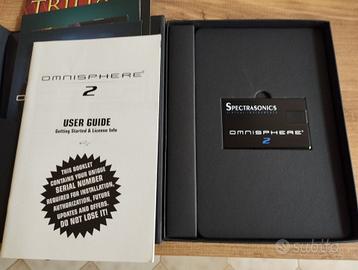 TRILIA
OMNISPHERE
2
USER GUIDE
Getting Started & License Info
THIS BOOKLET
CONTAINS YOUR UNIQUE
SERIAL NUMBER
REQUIRED FOR INSTALLATION,
AUTHORIZATION, FUTURE
UPDATES AND OFFERS.
DO NOT LOSE IT!
SPECTRASONICS
OMNISPHERE
2
subito